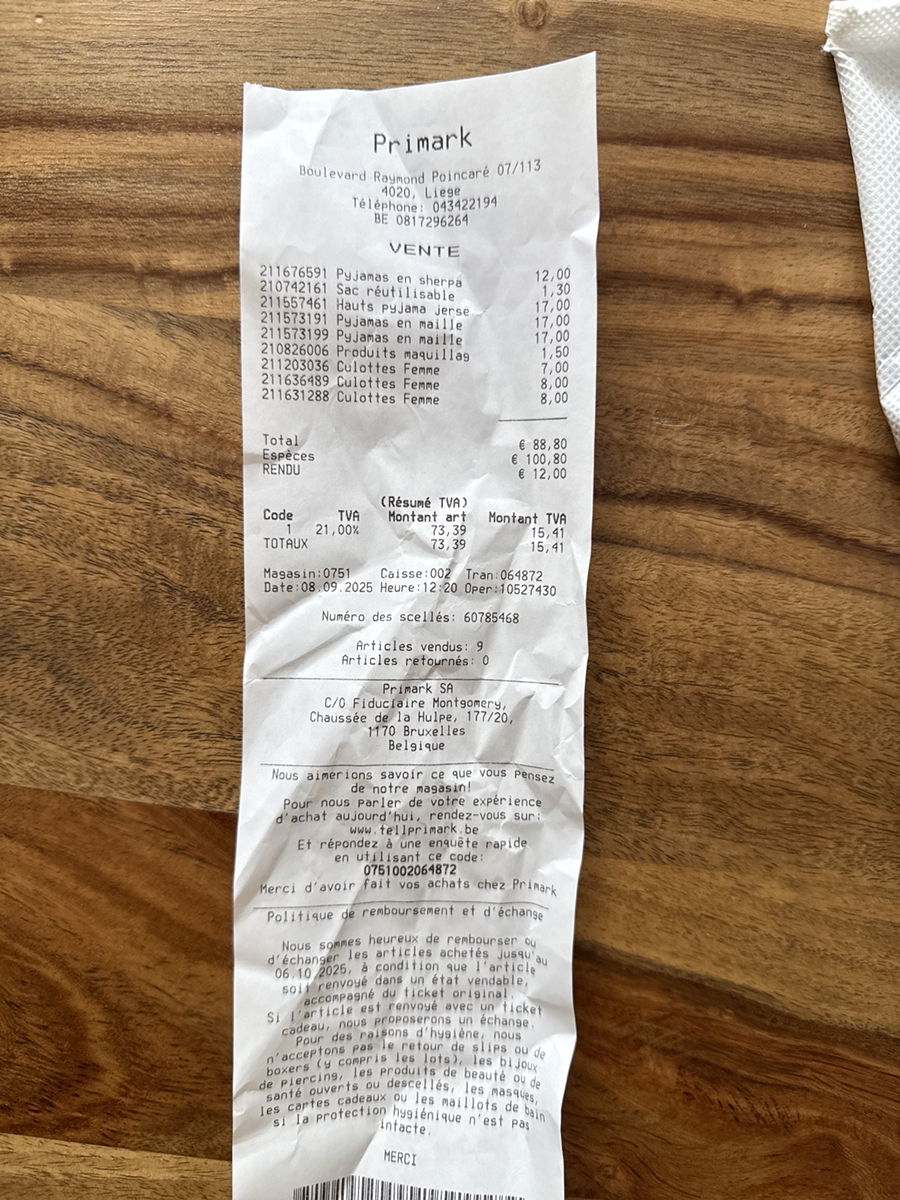 Primark
Boulevard Raymond Poincaré 07/113
4020, Liege
Téléphone: 043422194
BE 0817296264
VENTE
211676591 Pyjamas en sherpa 12,00
210742161 Sac réutilisable 1,30
211557461 Hauts pyjama jerse 17,00
211573191 Pyjamas en maille 17,00
211573199 Pyjamas en maille 17,00
210826006 Produits maquillag 1,50
211203036 Culottes Femme 7,00
211636489 Culottes Femme 8,00
211631288 Culottes Femme 8,00
Total € 88,80
Espèces € 100,80
RENDU € 12,00
(Résumé TVA)
Code TVA Montant art Montant TVA
1 21,00% 73,39 15,41
TOTAUX 73,39 15,41
Magasin:0751 Caisse:002 Tran:064872
Date:08.09.2025 Heure:12:20 Oper:10527430
Numéro des scellés: 60785468
Articles vendus: 9
Articles retournés: 0
Primark SA
C/O Fiduciaire Montgomery,
Chaussée de la Hulpe, 177/20,
1170 Bruxelles
Belgique
Nous aimerions savoir ce que vous pensez
de notre magasin!
Pour nous parler de votre expérience
d'achat aujourd'hui, rendez-vous sur:
www.tellprimark.be
Et répondez à une enquête rapide
en utilisant ce code:
0751002064872
Merci d'avoir fait vos achats chez Primark
Politique de remboursement et d'échange
Nous sommes heureux de rembourser ou
d'échanger les articles achetés jusqu'au
06.10.2025, à condition que l'article
soit renvoyé dans un état vendable,
accompagné du ticket original.
Si l'article est renvoyé avec un ticket
cadeau, nous proposerons un échange.
Pour des raisons d'hygiène, nous
n'acceptons pas le retour de slips ou de
boxers (y compris les lots), les bijoux
de piercing, les produits de beauté ou de
santé ouverts ou descellés, les masques,
les cartes cadeaux ou les maillots de bain
si la protection hygiénique n'est pas
intacte.
MERCI